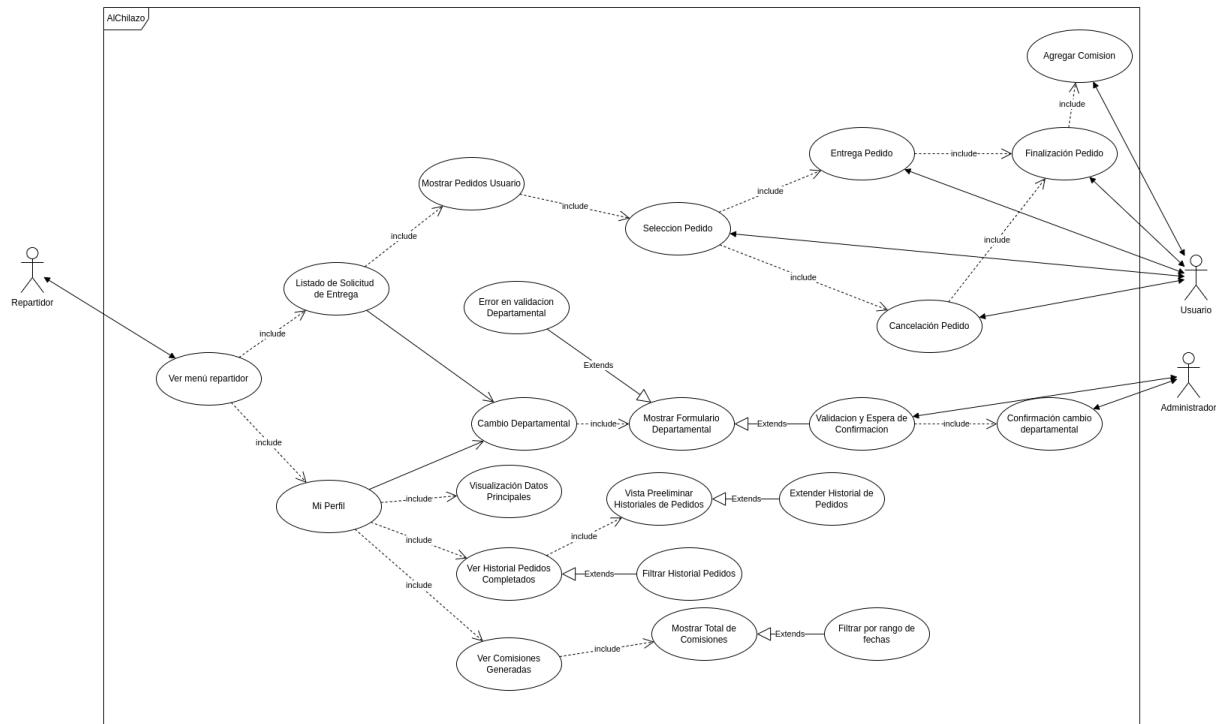 AlChilazo
Agregar Comision
include
Entrega Pedido
include
Finalización Pedido
Mostrar Pedidos Usuario
include
include
Seleccion Pedido
include
include
include
Repartidor
Listado de Solicitud
de Entrega
Error en validacion
Departamental
Cancelación Pedido
Usuario
include
Extends
Ver menú repartidor
Administrador
Cambio Departamental
include
Mostrar Formulario
Departamental
Extends
Validacion y Espera de
Confirmacion
include
Confirmación cambio
departamental
include
Mi Perfil
include
Visualización Datos
Principales
Vista Preeliminar
Historiales de Pedidos
Extends
Extender Historial de
Pedidos
include
include
Ver Historial Pedidos
Completados
Extends
Filtrar Historial Pedidos
include
Mostrar Total de
Comisiones
Extends
Filtrar por rango de
fechas
include
Ver Comisiones
Generadas